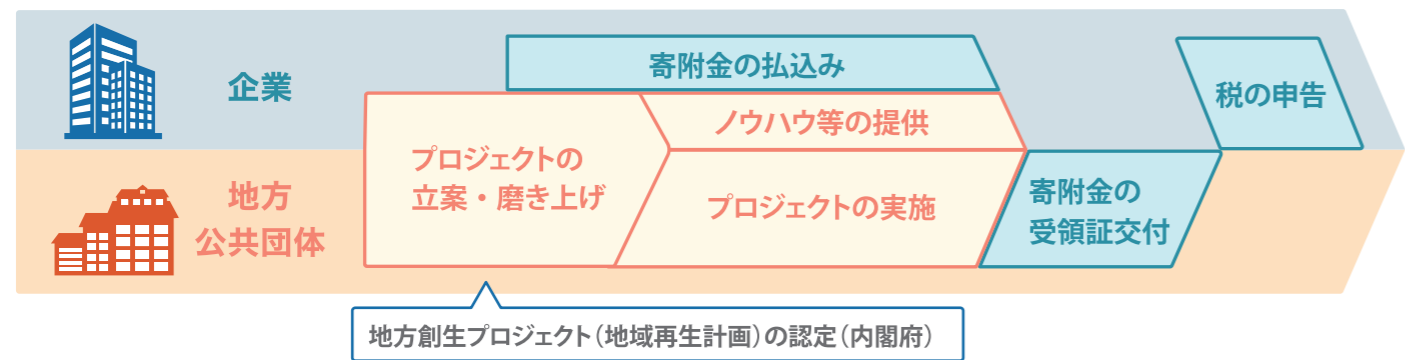 企業
寄附金の払込み
税の申告
ノウハウ等の提供
プロジェクトの
立案・磨き上げ
地方
公共団体
プロジェクトの実施
寄附金の
受領証交付
地方創生プロジェクト（地域再生計画）の認定（内閣府）